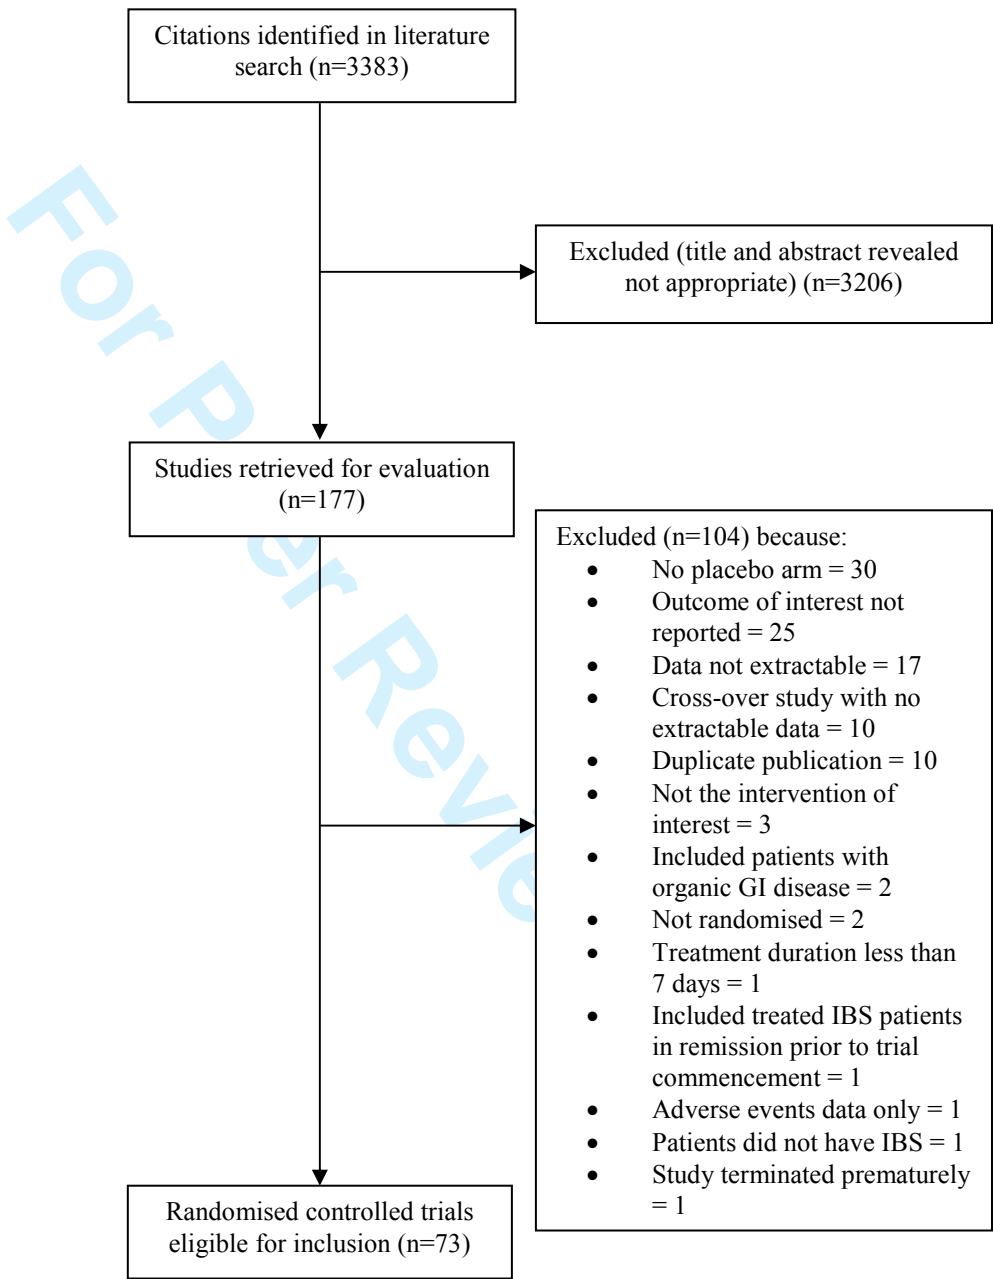 Citations identified in literature
search (n=3383)
Excluded (title and abstract revealed
not appropriate) (n=3206)
Studies retrieved for evaluation
(n=177)
Excluded (n=104) because:
• No placebo arm = 30
• Outcome of interest not
reported = 25
• Data not extractable = 17
• Cross-over study with no
extractable data = 10
• Duplicate publication = 10
• Not the intervention of
interest = 3
• Included patients with
organic GI disease = 2
• Not randomised = 2
• Treatment duration less than
7 days = 1
• Included treated IBS patients
in remission prior to trial
commencement = 1
• Adverse events data only = 1
• Patients did not have IBS = 1
• Study terminated prematurely
= 1
Randomised controlled trials
eligible for inclusion (n=73)
For Peer Revie